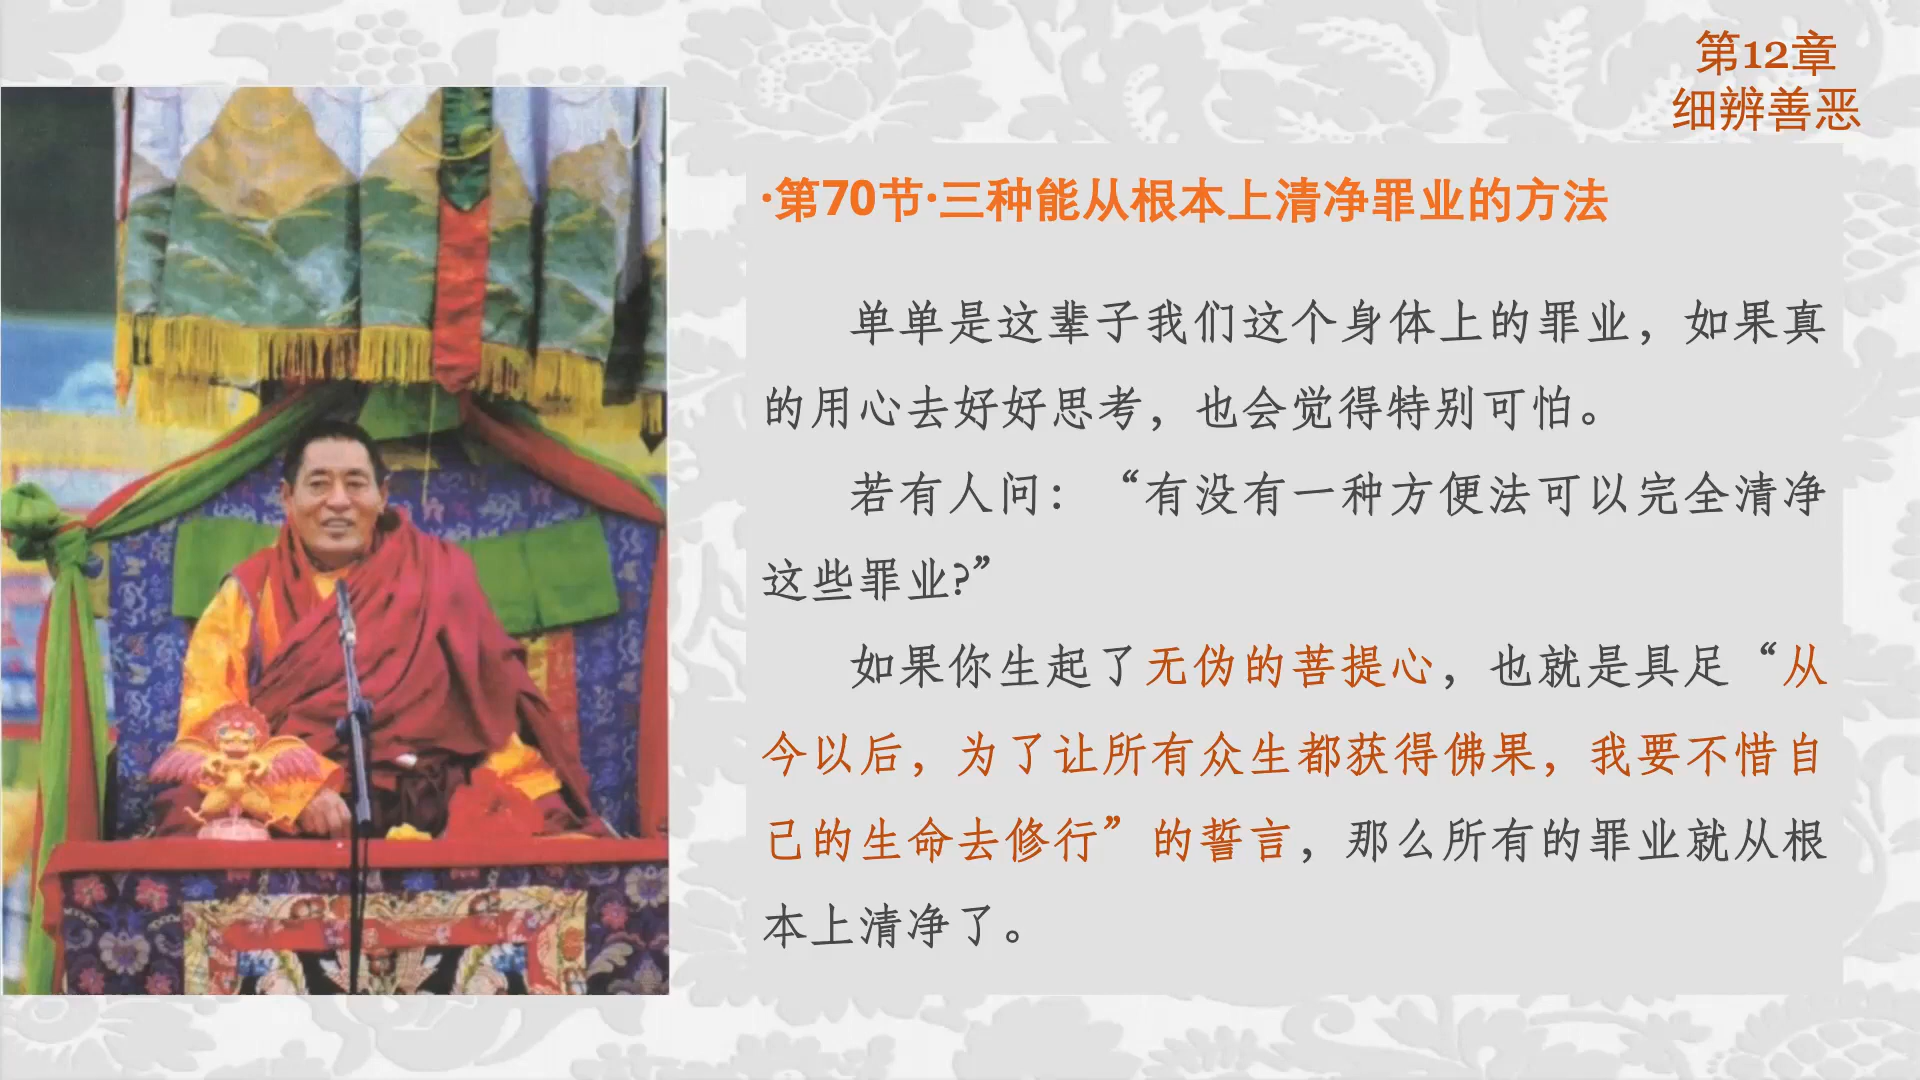 第12章
细辨善恶
·第70节·三种能从根本上清净罪业的方法
单单是这辈子我们这个身体上的罪业，如果真
的用心去好好思考，也会觉得特别可怕。
若有人问：“有没有一种方便法可以完全清净
这些罪业?”
如果你生起了无伪的菩提心，也就是具足“从
今以后，为了让所有众生都获得佛果，我要不惜自
己的生命去修行”的誓言，那么所有的罪业就从根
本上清净了。